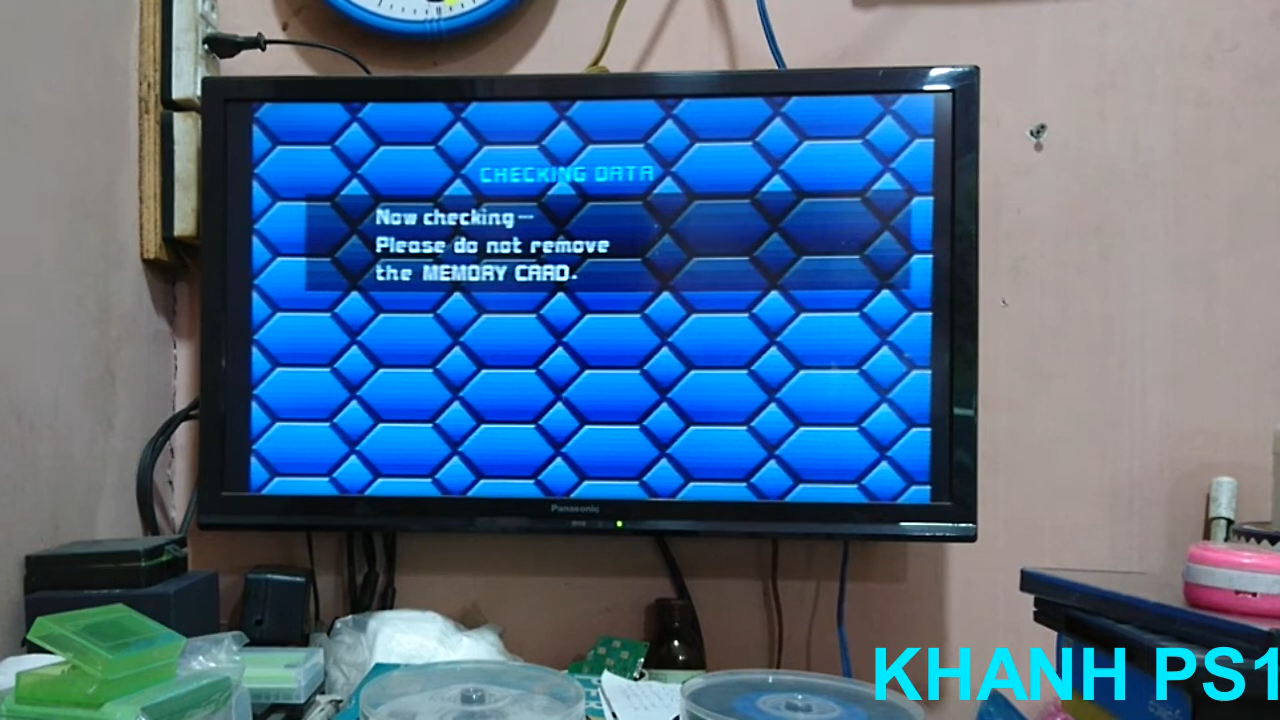 CHECKING DATA
Now checking--
Please do not remove
the MEMORY CARD.
Panasonic
KHANH PS1